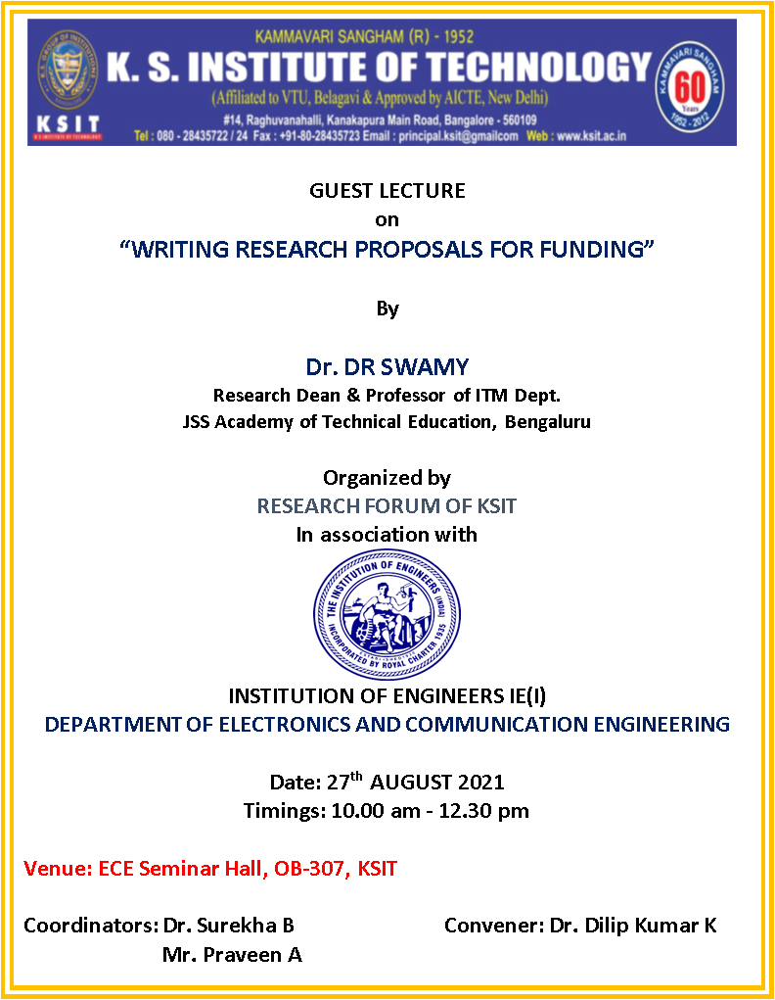 KAMMAVARI SANGHAM (R) - 1952
K. S. INSTITUTE OF TECHNOLOGY
(Affiliated to VTU, Belagavi & Approved by AICTE, New Delhi)
#14, Raghuvanahalli, Kanakapura Main Road, Bangalore - 560109
Tel : 080 - 28435722 / 24 Fax : +91-80-28435723 Email : principal.ksit@gmailcom Web : www.ksit.ac.in
K S I T
K S INSTITUTE OF TECHNOLOGY
KAMMAVARI SANGHAM
60
Years
1952 - 2012
GUEST LECTURE
on
“WRITING RESEARCH PROPOSALS FOR FUNDING”
By
Dr. DR SWAMY
Research Dean & Professor of ITM Dept.
JSS Academy of Technical Education, Bengaluru
Organized by
RESEARCH FORUM OF KSIT
In association with
THE INSTITUTION OF ENGINEERS (INDIA)
INCORPORATED BY ROYAL CHARTER 1935
INSTITUTION OF ENGINEERS IE(I)
DEPARTMENT OF ELECTRONICS AND COMMUNICATION ENGINEERING
Date: 27th AUGUST 2021
Timings: 10.00 am - 12.30 pm
Venue: ECE Seminar Hall, OB-307, KSIT
Coordinators: Dr. Surekha B Convener: Dr. Dilip Kumar K
Mr. Praveen A